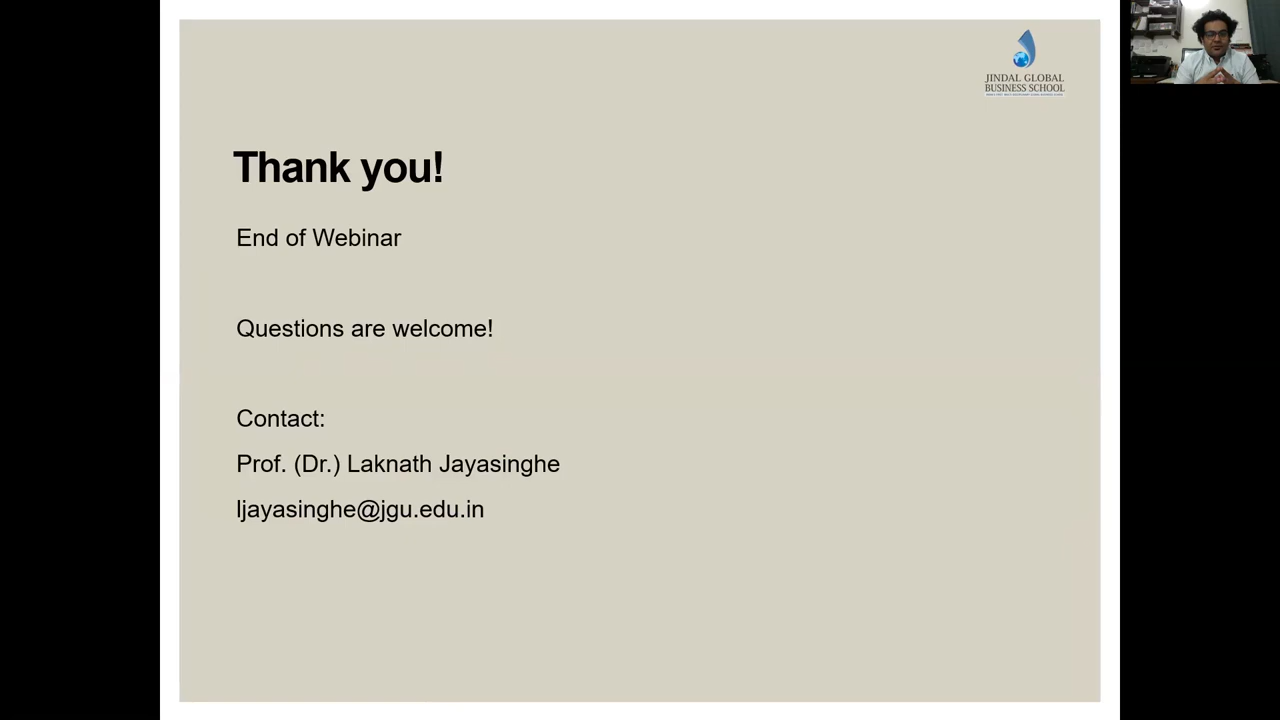 JINDAL GLOBAL
BUSINESS SCHOOL
Thank you!
End of Webinar
Questions are welcome!
Contact:
Prof. (Dr.) Laknath Jayasinghe
ljayasinghe@jgu.edu.in